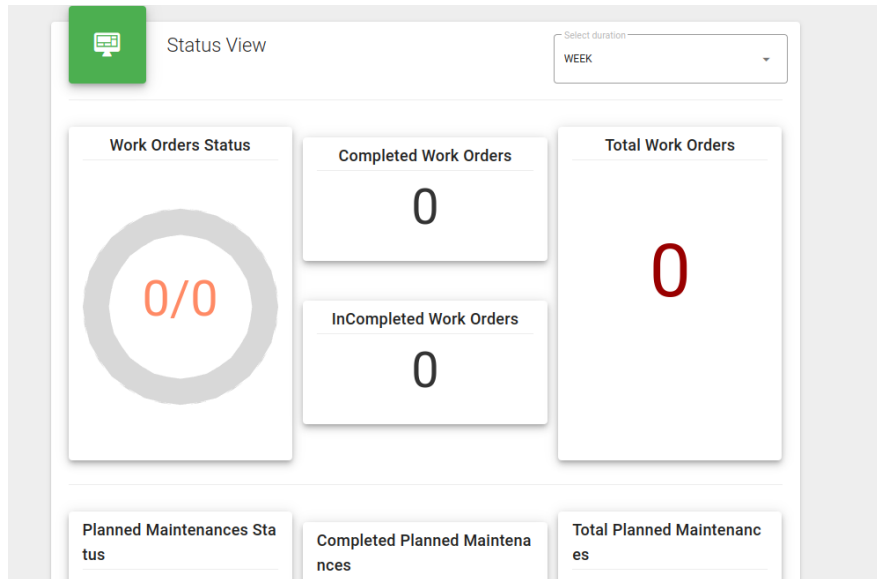 Status View
Select duration
WEEK
Work Orders Status
0/0
Completed Work Orders
0
InCompleted Work Orders
0
Total Work Orders
0
Planned Maintenances Sta
tus
Completed Planned Maintena
nces
Total Planned Maintenanc
es